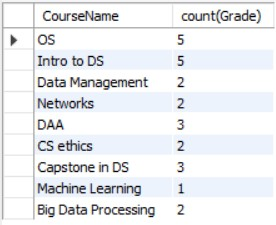 CourseName count(Grade)
OS 5
Intro to DS 5
Data Management 2
Networks 2
DAA 3
CS ethics 2
Capstone in DS 3
Machine Learning 1
Big Data Processing 2